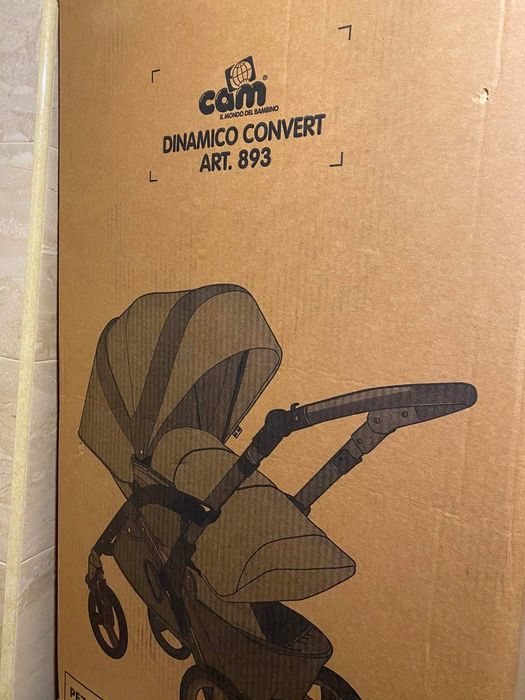 cam®
IL MONDO DEL BAMBINO
DINAMICO CONVERT
ART. 893